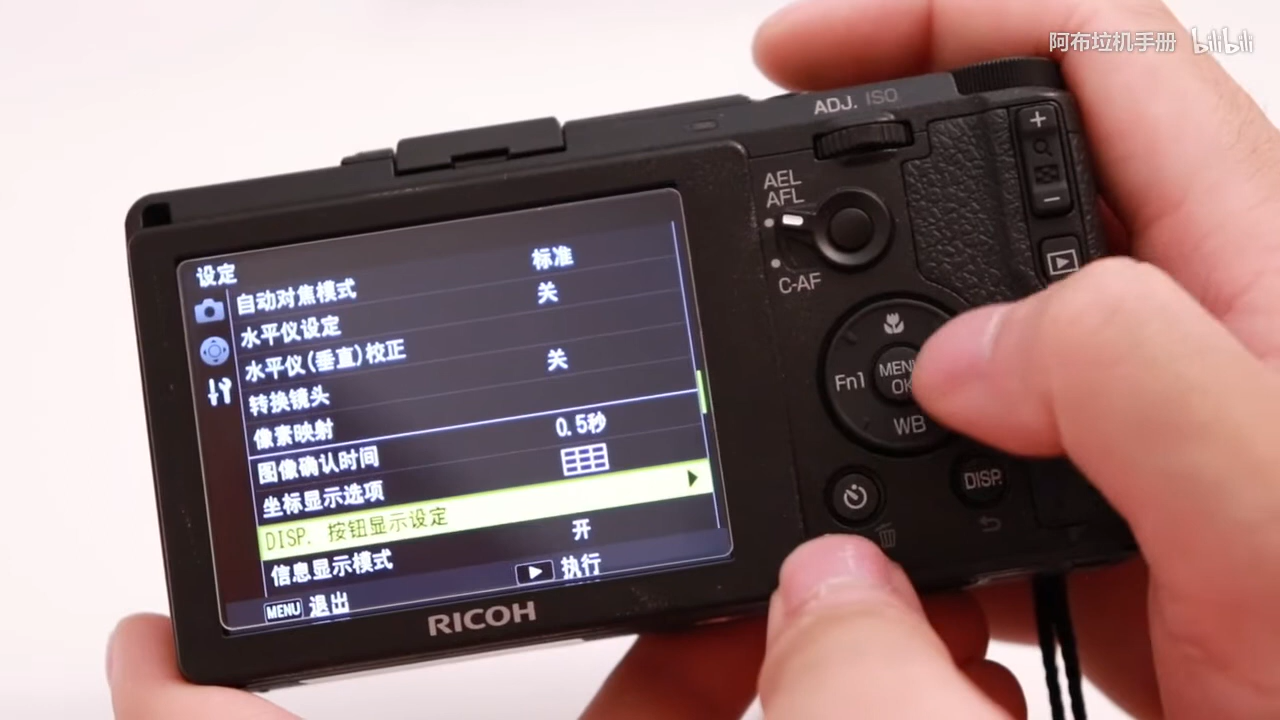 阿布垃机手册 bilibili
ADJ. ISO
AEL
AFL
C-AF
Fn1
MENU
OK
WB
DISP.
设定
自动对焦模式 标准
水平仪设定 关
水平仪(垂直)校正
转换镜头 关
像素映射
图像确认时间 0.5秒
坐标显示选项
DISP. 按钮显示设定
信息显示模式 开
MENU 退出
执行
RICOH